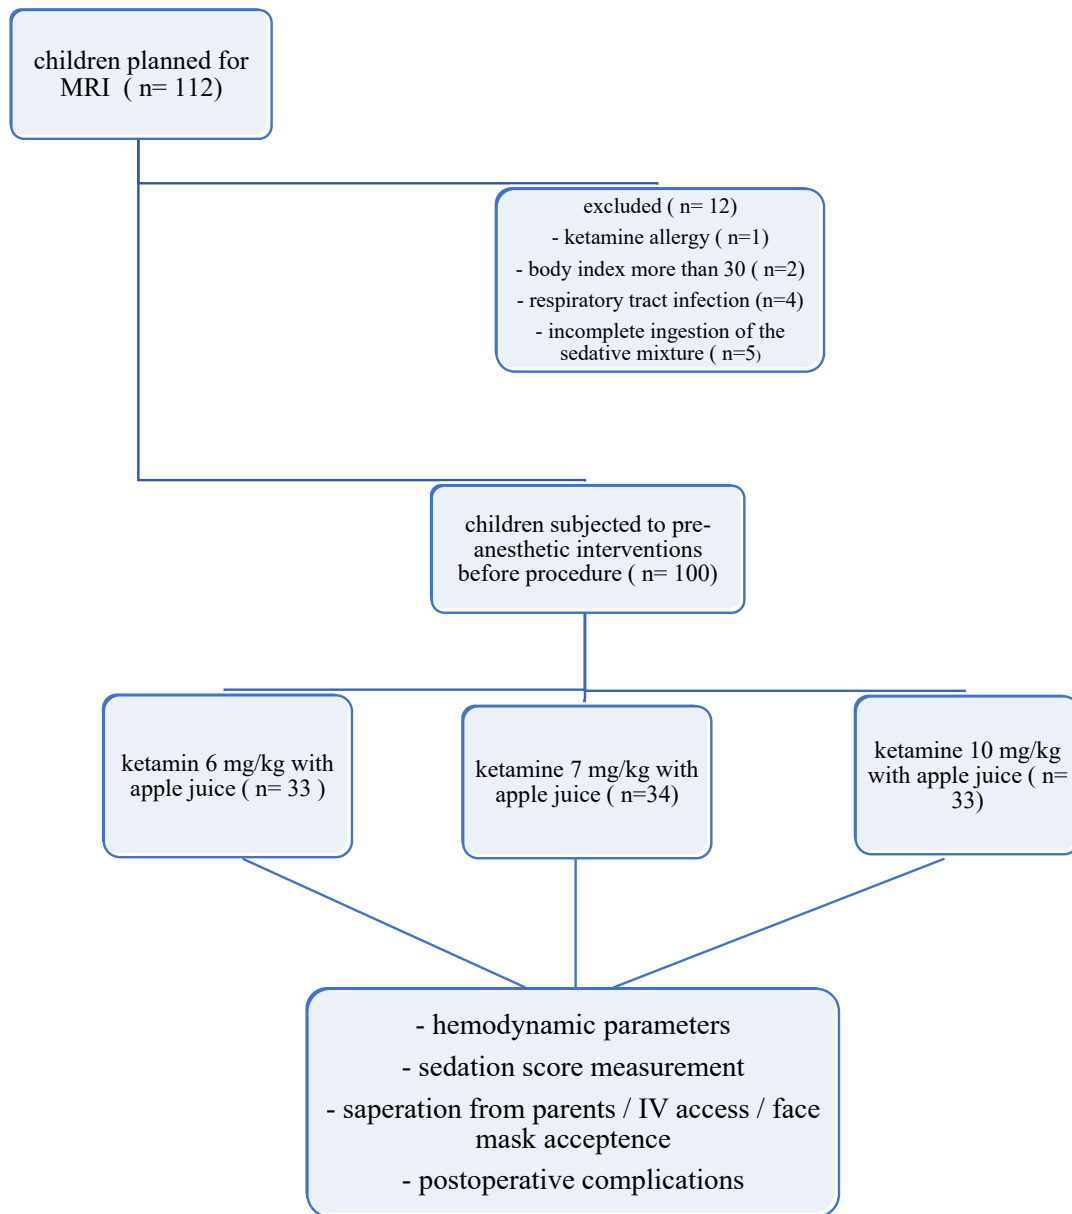 children planned for
MRI  ( n= 112)
excluded ( n= 12)
- ketamine allergy ( n=1)
- body index more than 30 ( n=2)
- respiratory tract infection (n=4)
- incomplete ingestion of the
sedative mixture ( n=5)
children subjected to pre-
anesthetic interventions
before procedure ( n= 100)
ketamin 6 mg/kg with
apple juice ( n= 33 )
ketamine 7 mg/kg with
apple juice ( n=34)
ketamine 10 mg/kg
with apple juice ( n=
33)
- hemodynamic parameters
- sedation score measurement
- saperation from parents / IV access / face
mask acceptence
- postoperative complications